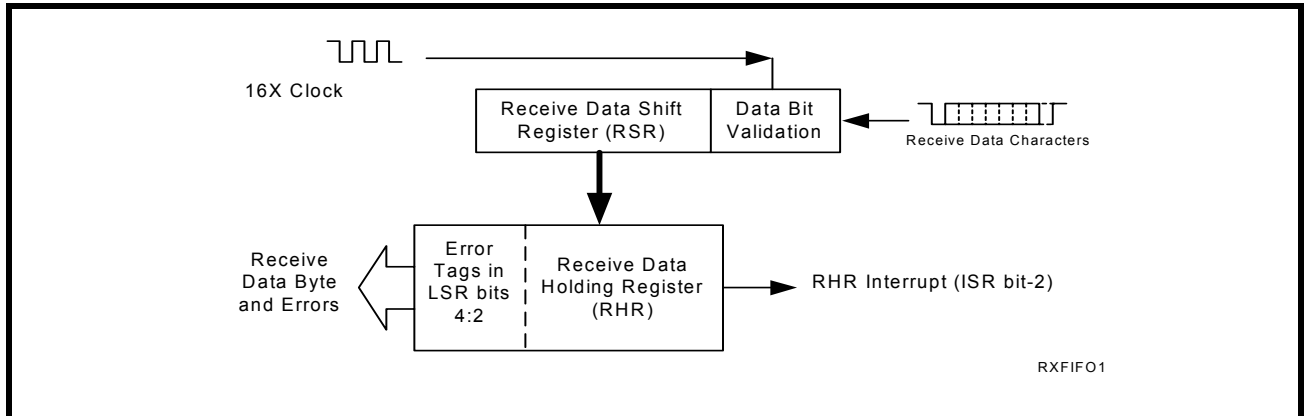 16X Clock
Receive Data Shift
Register (RSR)
Data Bit
Validation
Receive Data Characters
Receive
Data Byte
and Errors
Error
Tags in
LSR bits
4:2
Receive Data
Holding Register
(RHR)
RHR Interrupt (ISR bit-2)
RXFIFO1